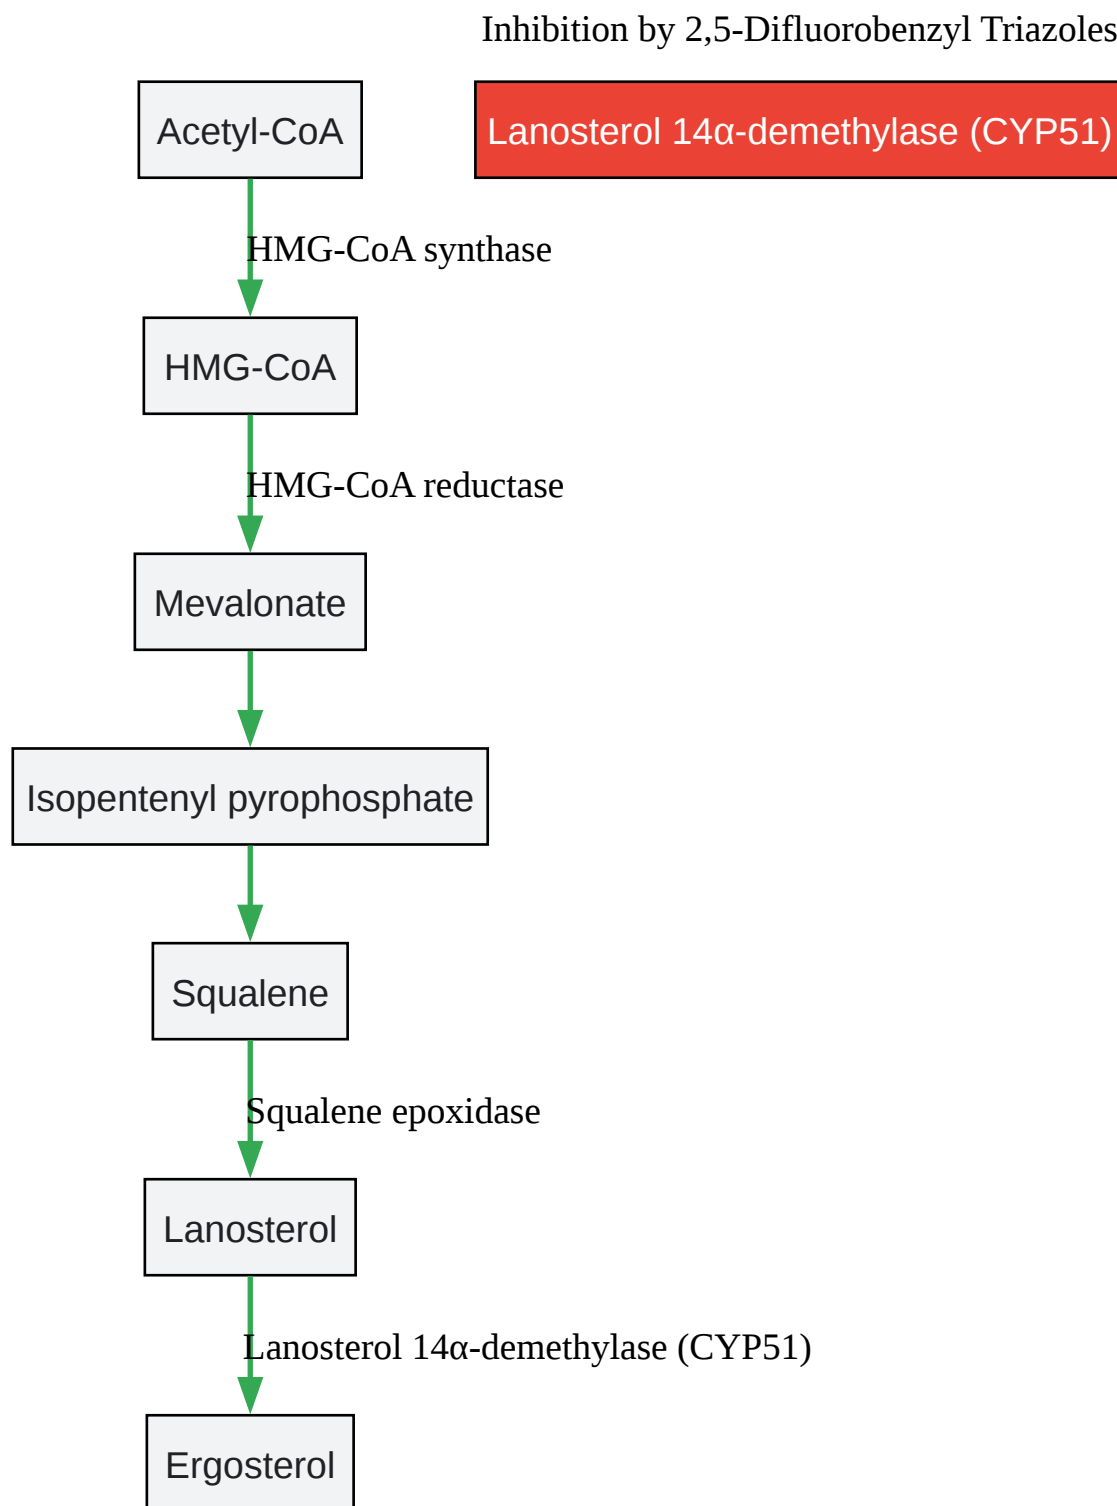 Inhibition by 2,5-Difluorobenzyl Triazoles
Acetyl-CoA
Lanosterol 14α-demethylase (CYP51)
HMG-CoA synthase
HMG-CoA
HMG-CoA reductase
Mevalonate
Isopentenyl pyrophosphate
Squalene
Squalene epoxidase
Lanosterol
Lanosterol 14α-demethylase (CYP51)
Ergosterol